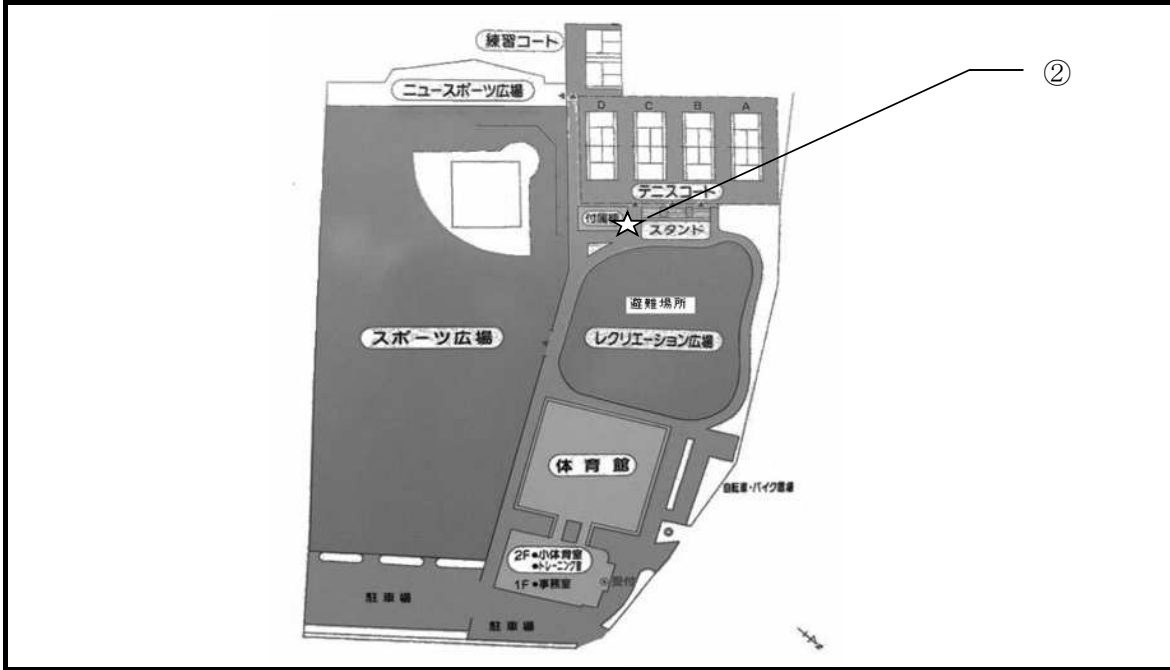 練習コート
②
ニュースポーツ広場
D C B A
テニスコート
スタンド
避難場所
スポーツ広場
レクリエーション広場
体育館
自転車・バイク置場
2F●小体育室
●トレーニング室
1F●事務室
受付
駐車場
駐車場